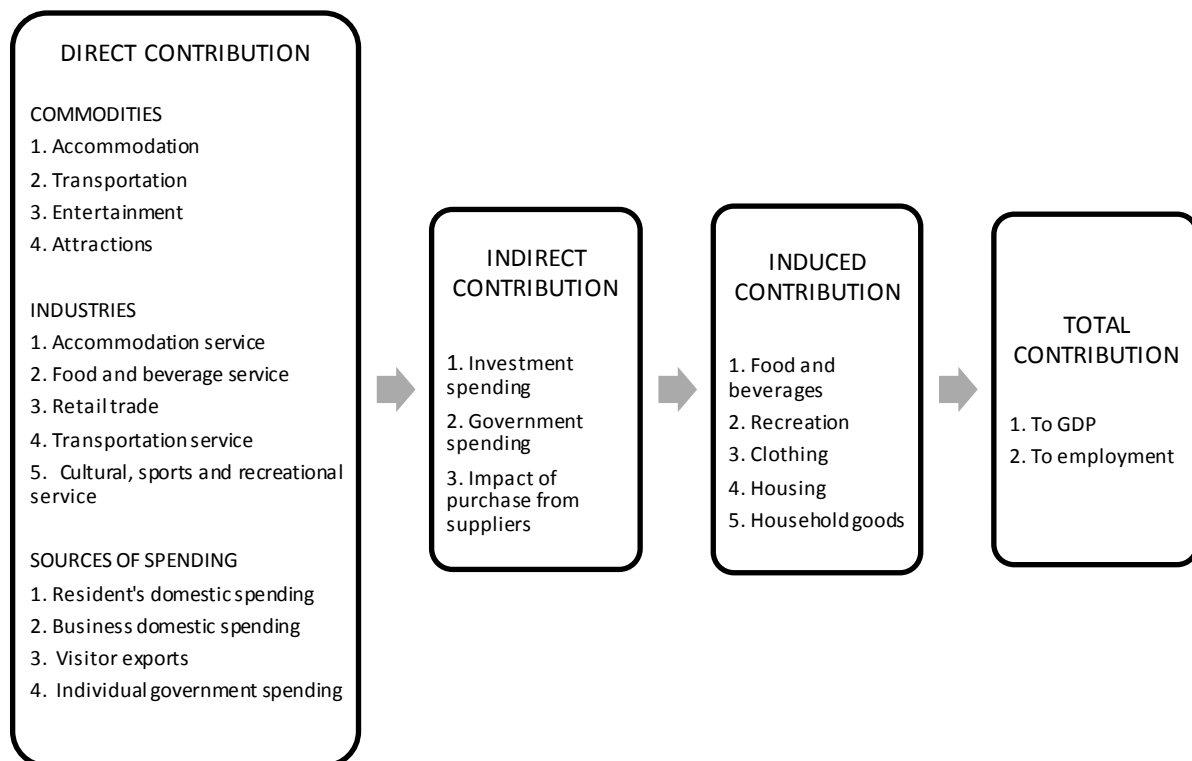 DIRECT CONTRIBUTION
COMMODITIES
1. Accommodation
2. Transportation
3. Entertainment
4. Attractions
INDUSTRIES
1. Accommodation service
2. Food and beverage service
3. Retail trade
4. Transportation service
5. Cultural, sports and recreational
service
SOURCES OF SPENDING
1. Resident's domestic spending
2. Business domestic spending
3. Visitor exports
4. Individual government spending
INDIRECT
CONTRIBUTION
1. Investment
spending
2. Government
spending
3. Impact of
purchase from
suppliers
INDUCED
CONTRIBUTION
1. Food and
beverages
2. Recreation
3. Clothing
4. Housing
5. Household goods
TOTAL
CONTRIBUTION
1. To GDP
2. To employment